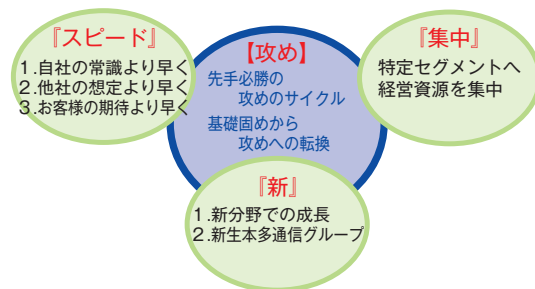 『スピード』
1.自社の常識より早く
2.他社の想定より早く
3.お客様の期待より早く
【攻め】
先手必勝の
攻めのサイクル
基礎固めから
攻めへの転換
『集中』
特定セグメントへ
経営資源を集中
『新』
1.新分野での成長
2.新生本多通信グループ